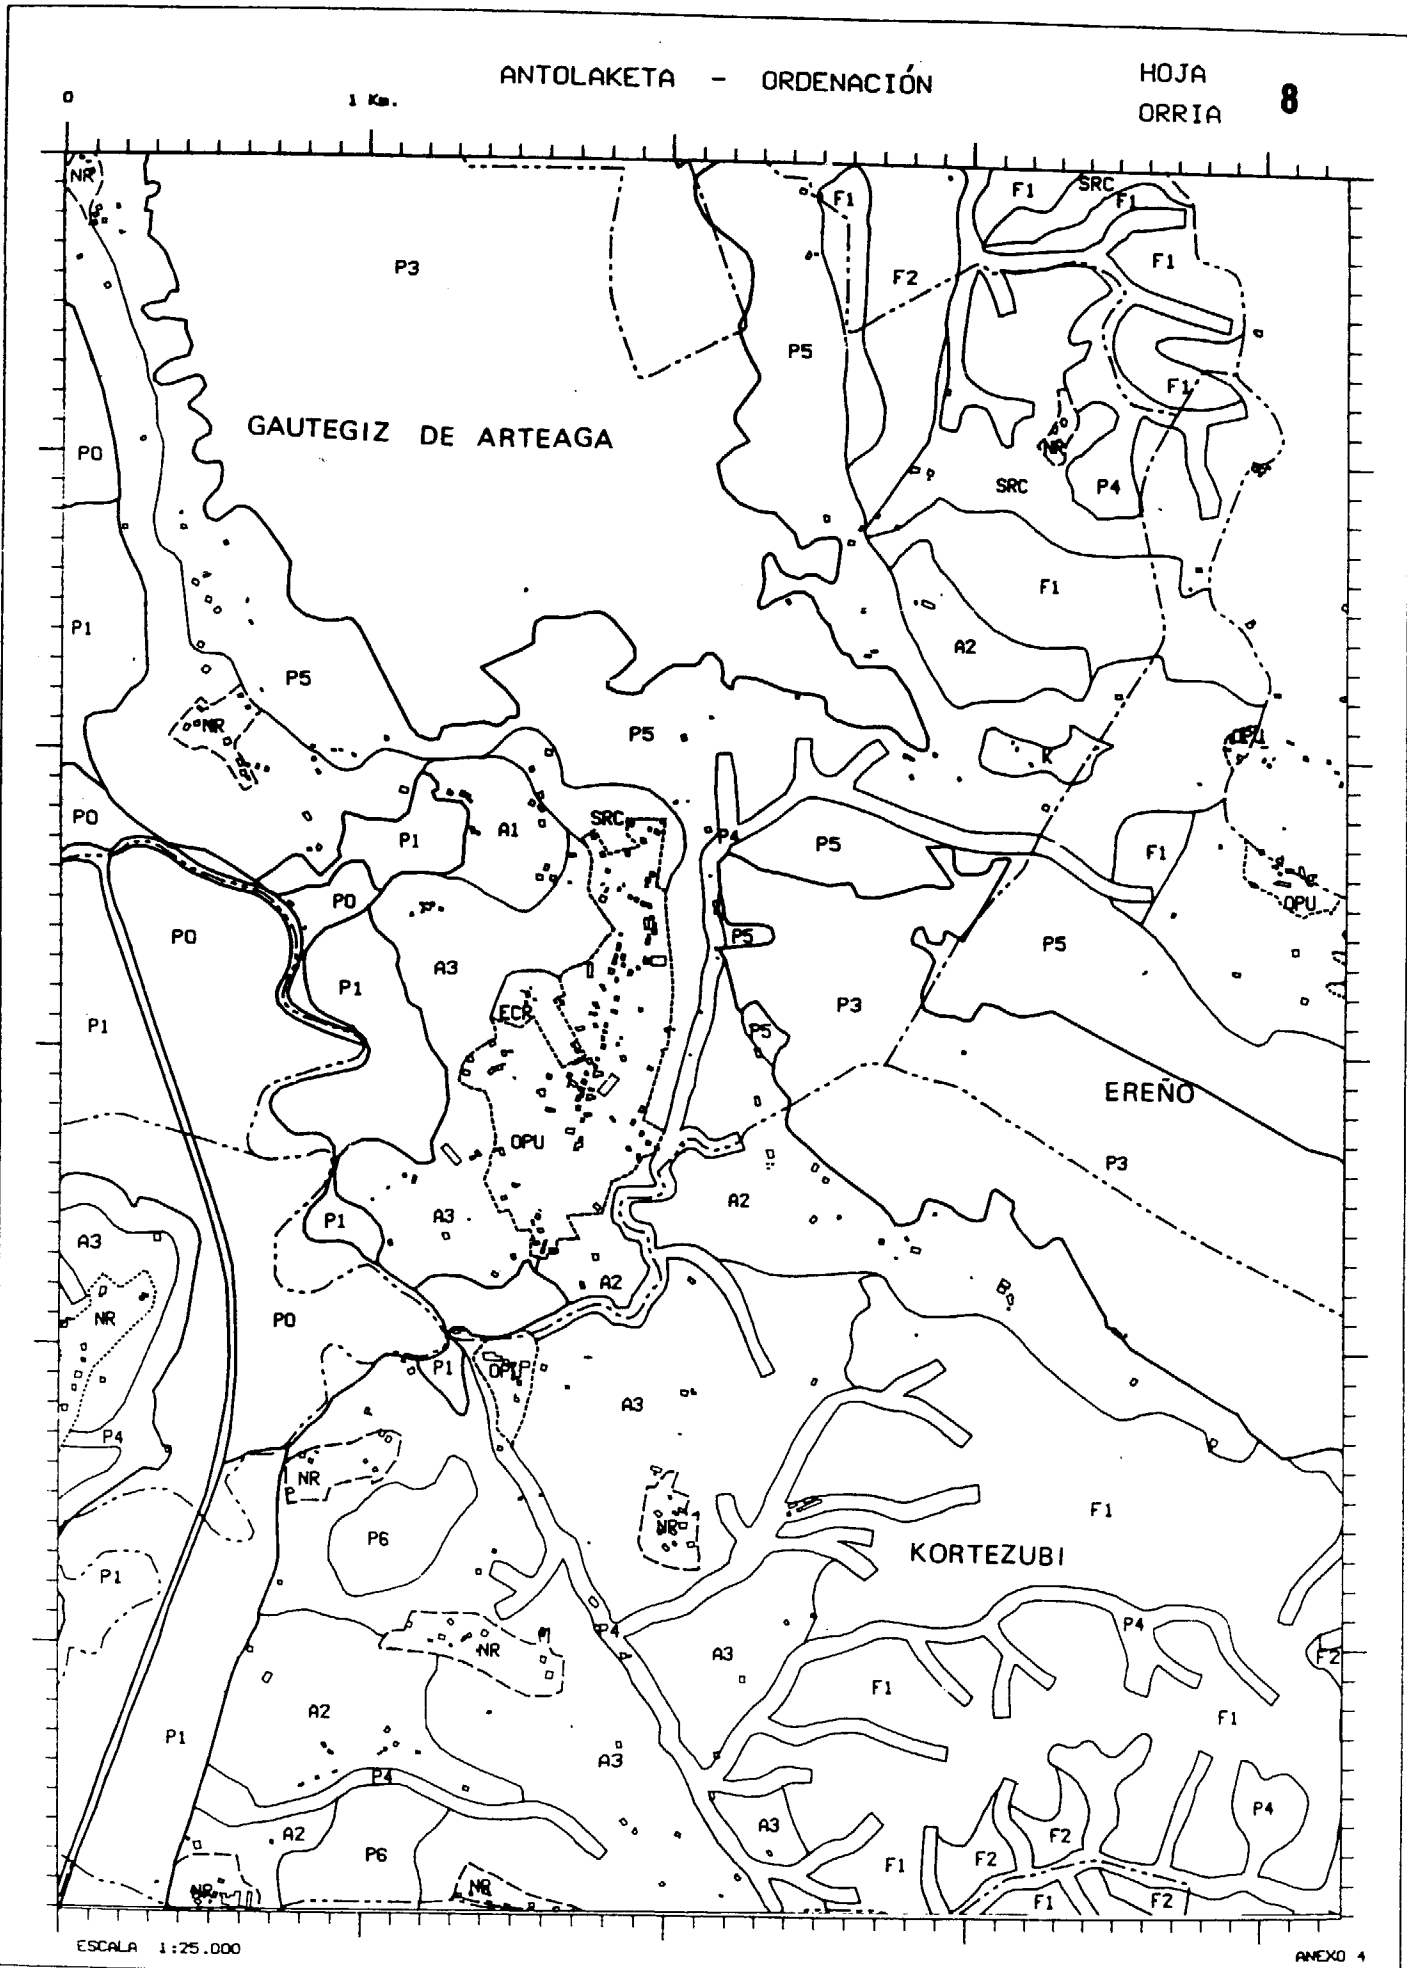 ANTOLAKETA - ORDENACIÓN
HOJA
ORRIA
8
0
1 Km.
NR
F1
F1
SRC
F1
P3
F2
F1
P5
F1
GAUTEGIZ DE ARTEAGA
P0
NR
SRC
P4
P1
F1
A2
P5
NR
P5
K
OPU
P0
SRC
P1
A1
P4
P5
F1
P0
OPU
P0
P5
P5
A3
P1
P3
ECR
P5
P1
EREÑO
OPU
P3
A3
P1
A3
A2
NR
A2
P0
P1
A3
P4
NR
NR
F1
P6
KORTEZUBI
P1
P4
P4
NR
A3
F2
F1
A2
F1
P1
A3
P4
P4
A3
A2
F2
P6
F1
F2
NR
NR
F1
F2
ESCALA 1:25.000
ANEXO 4